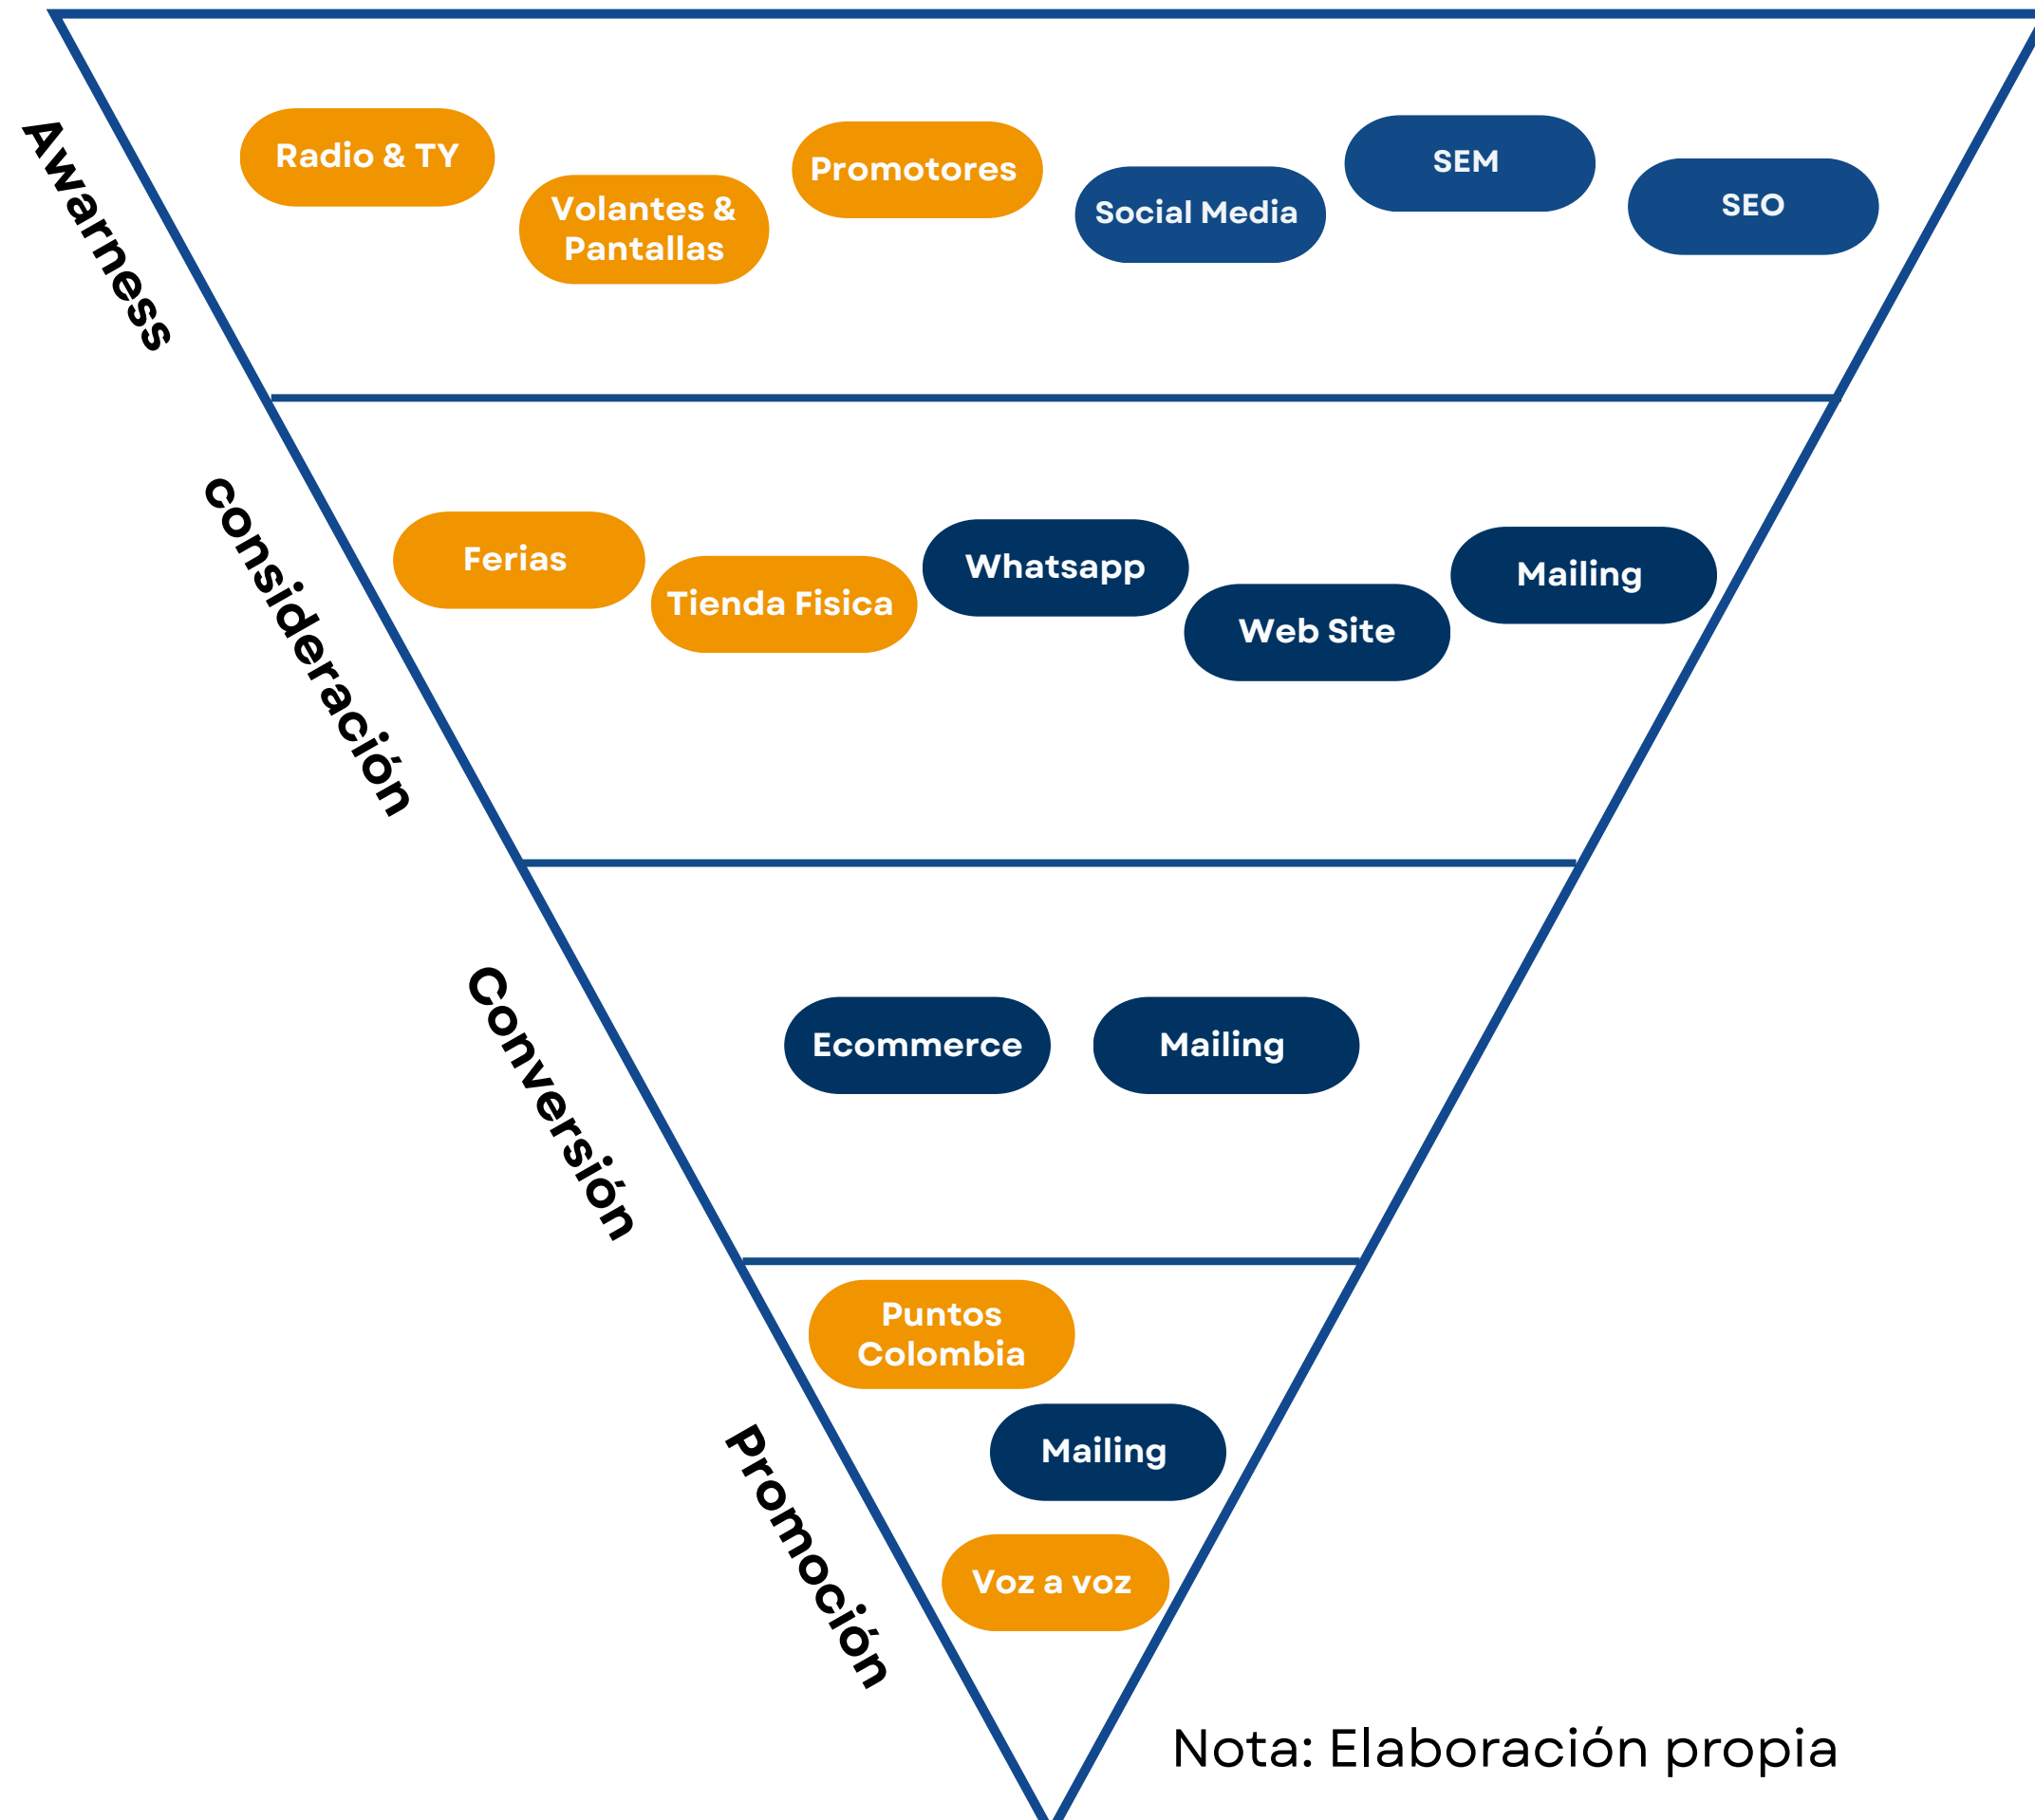 Awarness
Radio & TY
Volantes &
Pantallas
Promotores
Social Media
SEM
SEO
consideración
Ferias
Tienda Fisica
Whatsapp
Web Site
Mailing
Conversión
Ecommerce
Mailing
Promoción
Puntos
Colombia
Mailing
Voz a voz
Nota: Elaboración propia